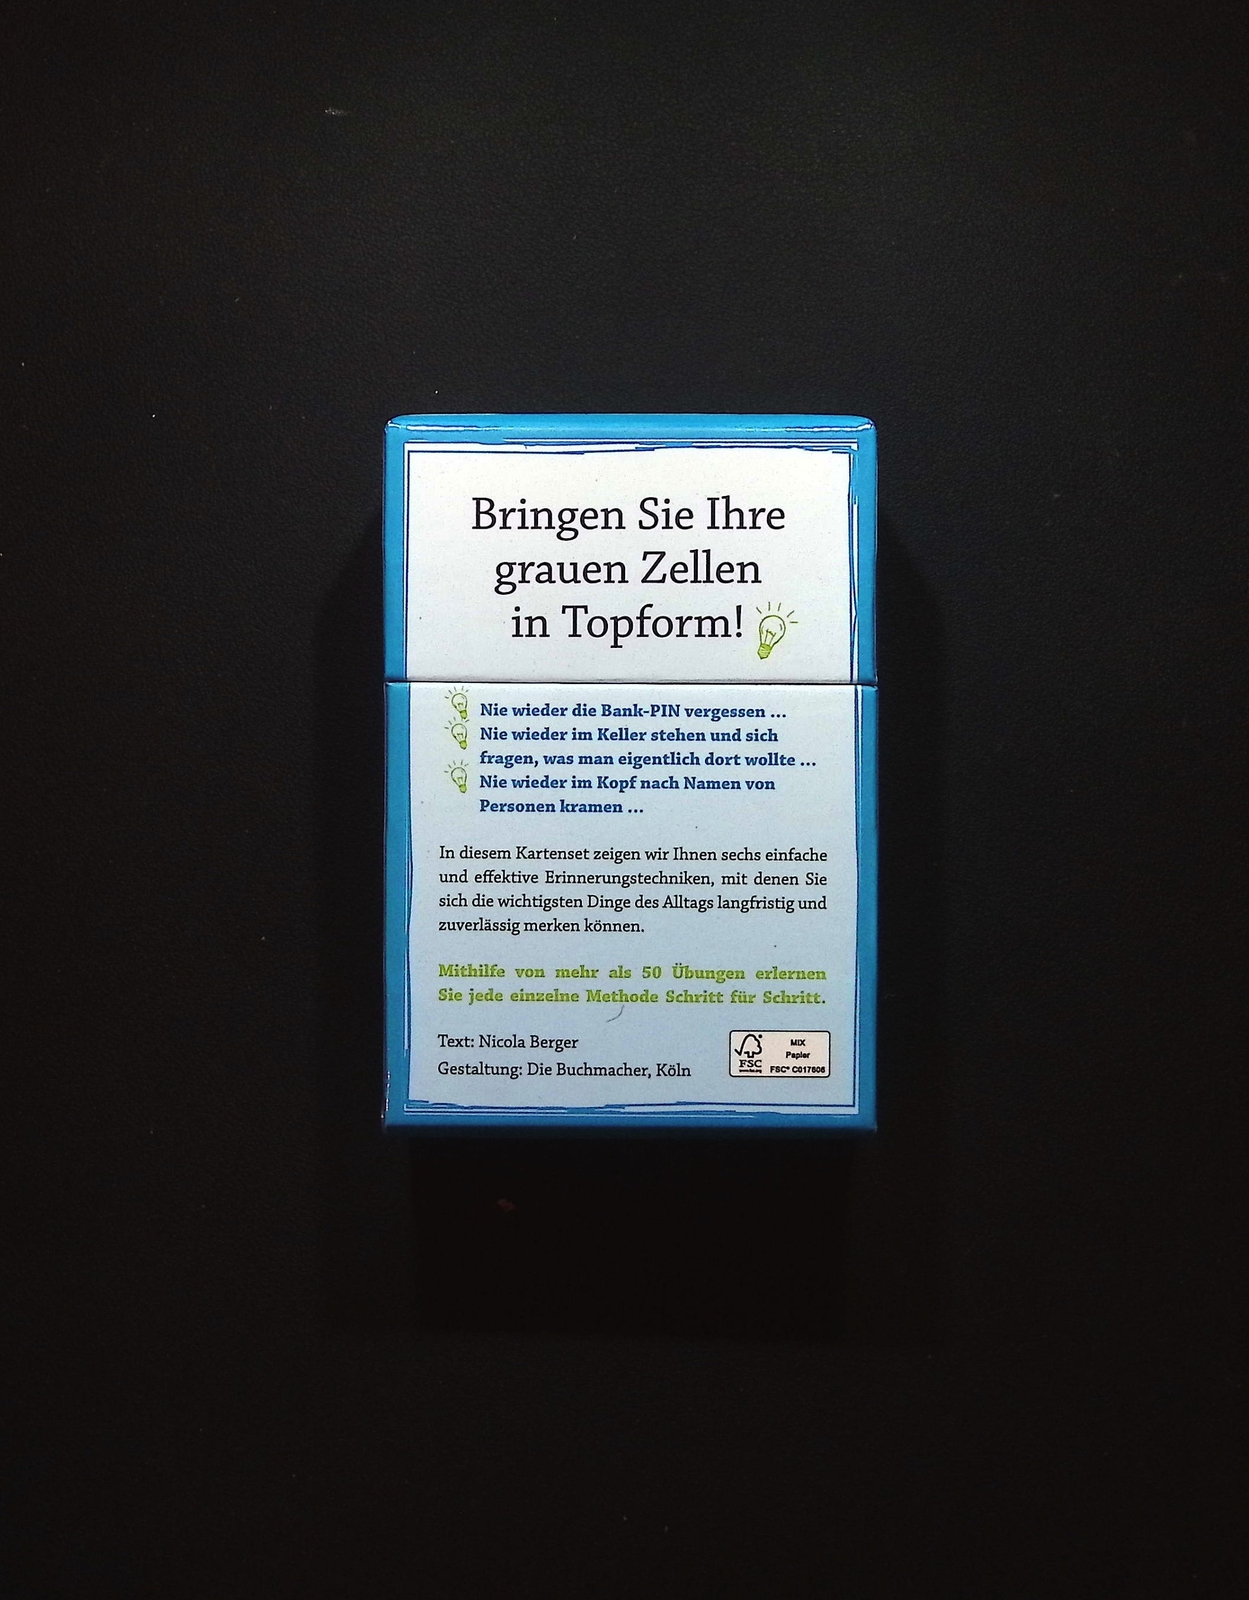 Bringen Sie Ihre
grauen Zellen
in Topform!
Nie wieder die Bank-PIN vergessen ...
Nie wieder im Keller stehen und sich
fragen, was man eigentlich dort wollte ...
Nie wieder im Kopf nach Namen von
Personen kramen ...
In diesem Kartenset zeigen wir Ihnen sechs einfache
und effektive Erinnerungstechniken, mit denen Sie
sich die wichtigsten Dinge des Alltags langfristig und
zuverlässig merken können.
Mithilfe von mehr als 50 Übungen erlernen
Sie jede einzelne Methode Schritt für Schritt.
Text: Nicola Berger
Gestaltung: Die Buchmacher, Köln
FSC
MIX
Papier
FSC® C017606